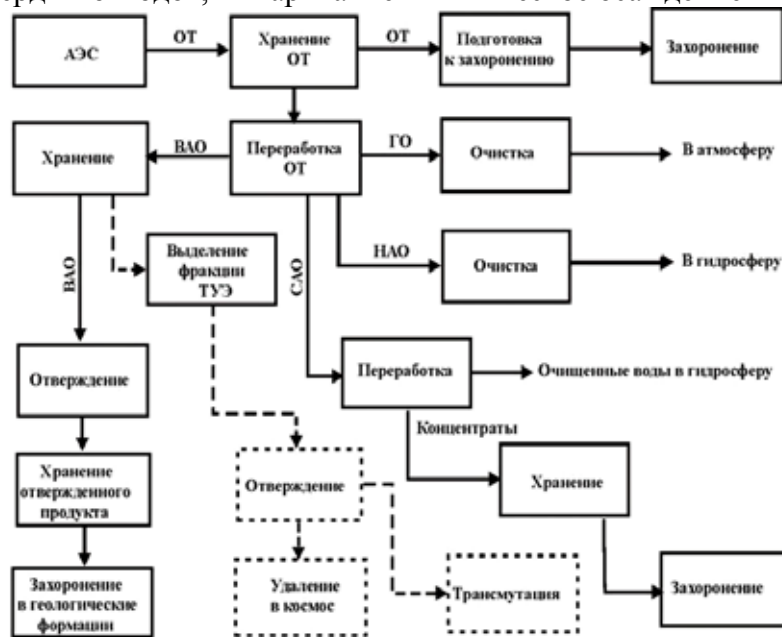 АЭС
ОТ
Хранение
ОТ
ОТ
Подготовка
к захоронению
Захоронение
Хранение
ВАО
Переработка
ОТ
ГО
Очистка
В атмосферу
ВАО
Выделение
фракции
ТУЭ
САО
НАО
Очистка
В гидросферу
Отверждение
Переработка
Очищенные воды в гидросферу
Концентраты
Хранение
отвержденного
продукта
Отверждение
Хранение
Захоронение
в геологические
формации
Удаление
в космос
Трансмутация
Захоронение